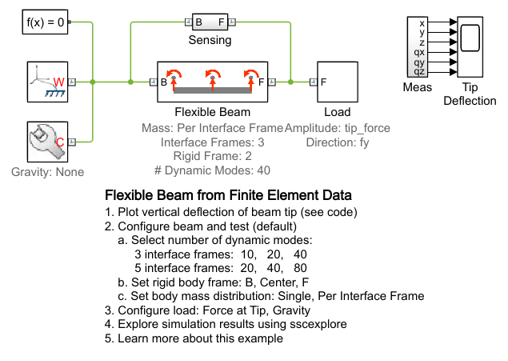 f(x) = 0
B F
Sensing
W
B
F
F
Flexible Beam
Load
Mass: Per Interface Frame
Amplitude: tip_force
Interface Frames: 3
Direction: fy
Rigid Frame: 2
# Dynamic Modes: 40
C
Gravity: None
x
y
z
qx
qy
qz
Meas
Tip
Deflection
Flexible Beam from Finite Element Data
1. Plot vertical deflection of beam tip (see code)
2. Configure beam and test (default)
a. Select number of dynamic modes:
3 interface frames: 10, 20, 40
5 interface frames: 20, 40, 80
b. Set rigid body frame: B, Center, F
c. Set body mass distribution: Single, Per Interface Frame
3. Configure load: Force at Tip, Gravity
4. Explore simulation results using sscexplore
5. Learn more about this example